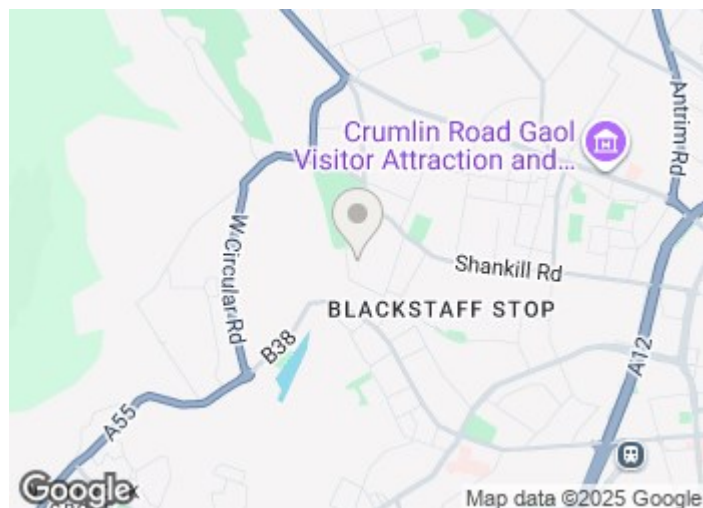 Antrim Rd
Crumlin Road Gaol
Visitor Attraction and...
W Circular Rd
Shankill Rd
BLACKSTAFF STOP
B38
A12
A55
Google
Map data ©2025 Google